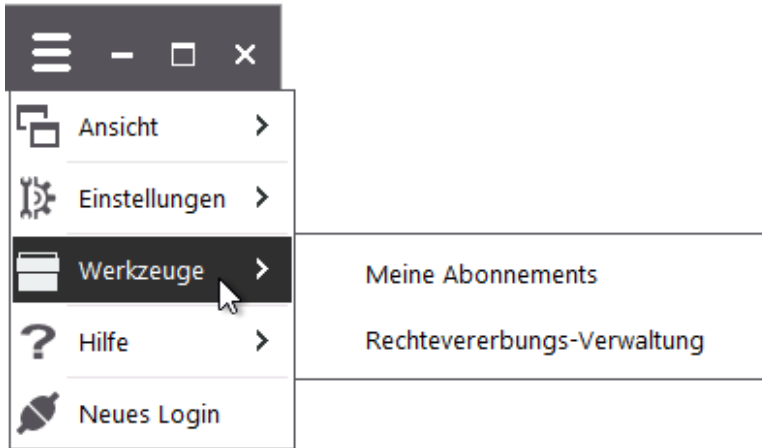 Ansicht
Einstellungen
Werkzeuge
Meine Abonnements
Rechtevererbungs-Verwaltung
Hilfe
Neues Login